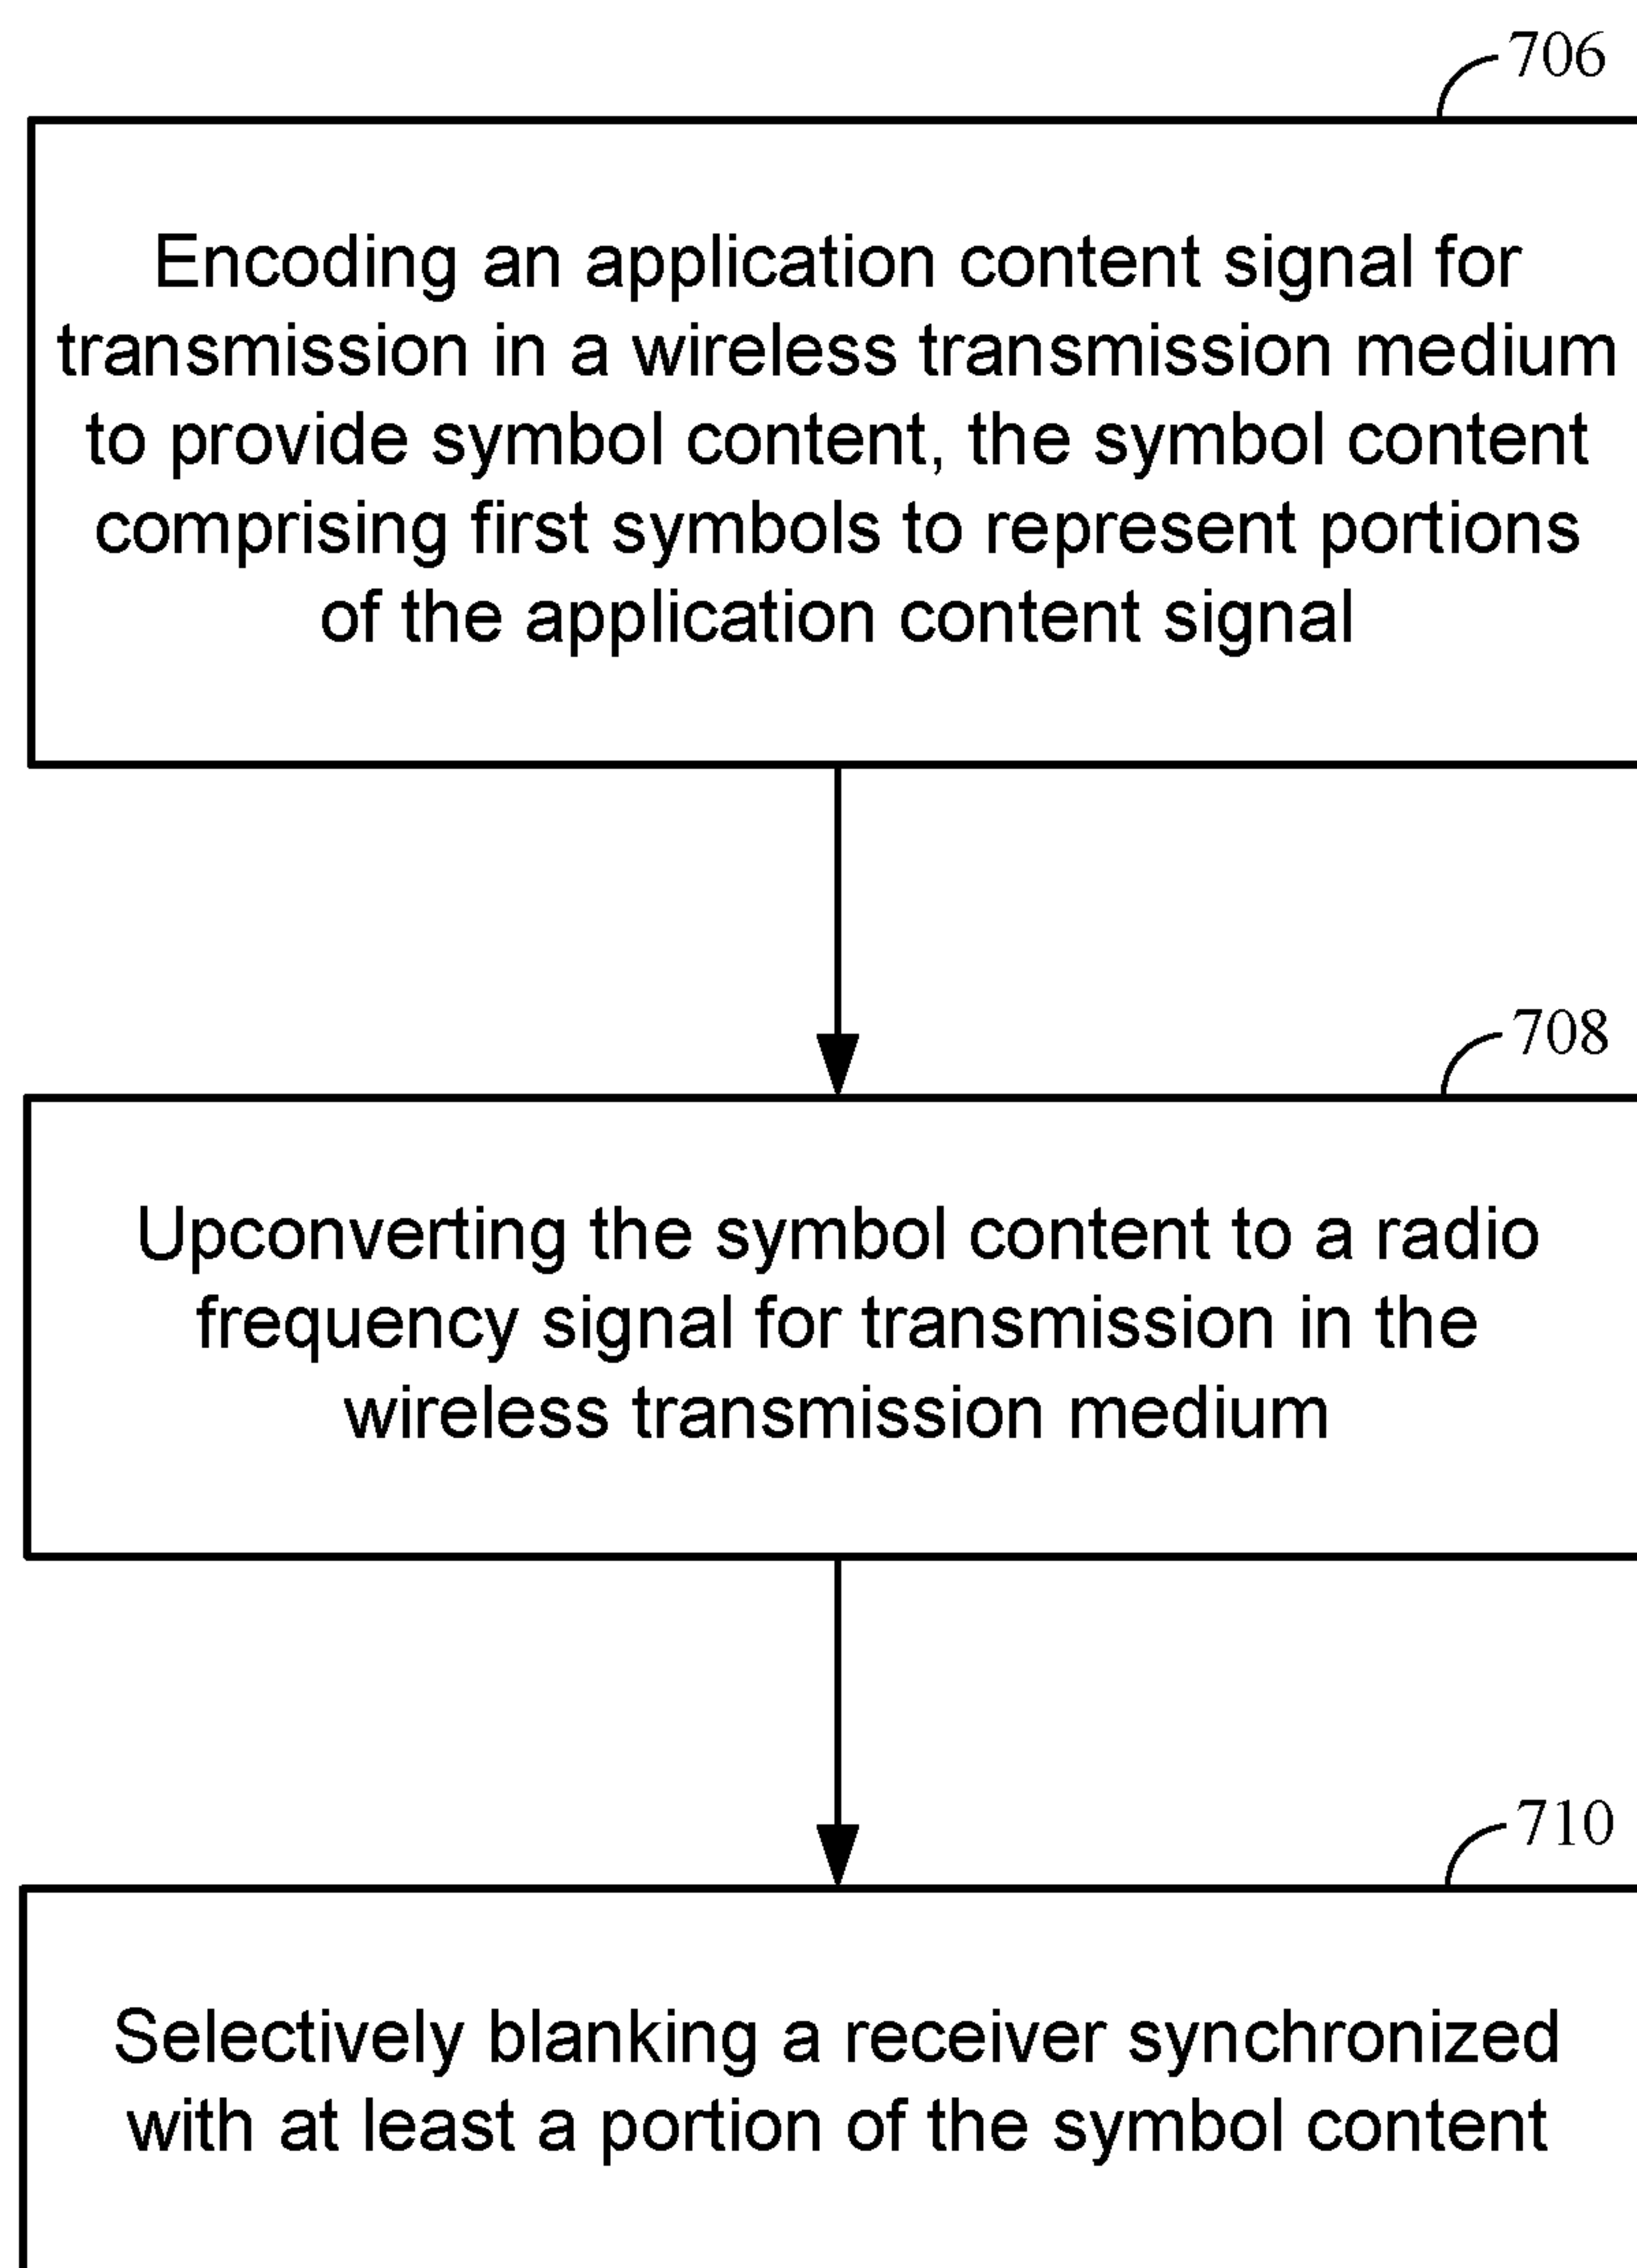 706
Encoding an application content signal for
transmission in a wireless transmission medium
to provide symbol content, the symbol content
comprising first symbols to represent portions
of the application content signal
708
Upconverting the symbol content to a radio
frequency signal for transmission in the
wireless transmission medium
710
Selectively blanking a receiver synchronized
with at least a portion of the symbol content